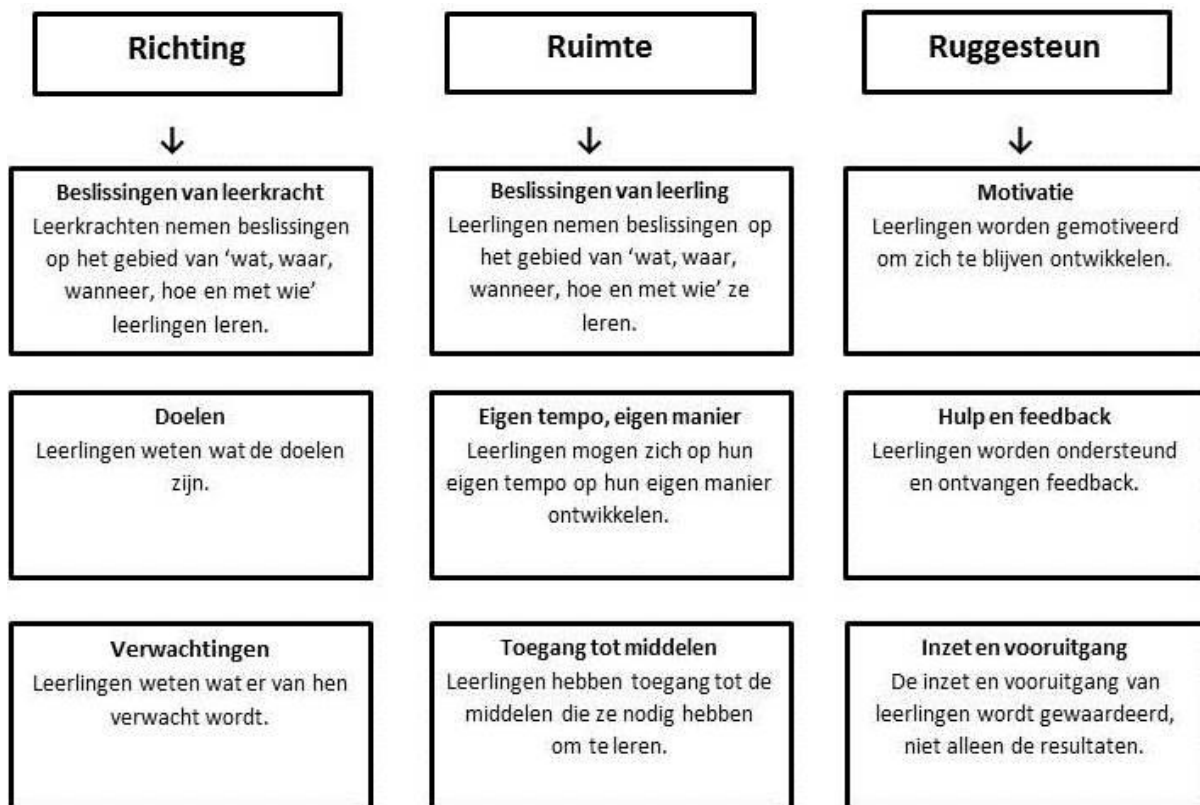 Richting
Ruimte
Ruggesteun
Beslissingen van leerkracht
Leerkrachten nemen beslissingen
op het gebied van ‘wat, waar,
wanneer, hoe en met wie’
leerlingen leren.
Beslissingen van leerling
Leerlingen nemen beslissingen op
het gebied van ‘wat, waar,
wanneer, hoe en met wie’ ze
leren.
Motivatie
Leerlingen worden gemotiveerd
om zich te blijven ontwikkelen.
Doelen
Leerlingen weten wat de doelen
zijn.
Eigen tempo, eigen manier
Leerlingen mogen zich op hun
eigen tempo op hun eigen manier
ontwikkelen.
Hulp en feedback
Leerlingen worden ondersteund
en ontvangen feedback.
Verwachtingen
Leerlingen weten wat er van hen
verwacht wordt.
Toegang tot middelen
Leerlingen hebben toegang tot de
middelen die ze nodig hebben
om te leren.
Inzet en vooruitgang
De inzet en vooruitgang van
leerlingen wordt gewaardeerd,
niet alleen de resultaten.